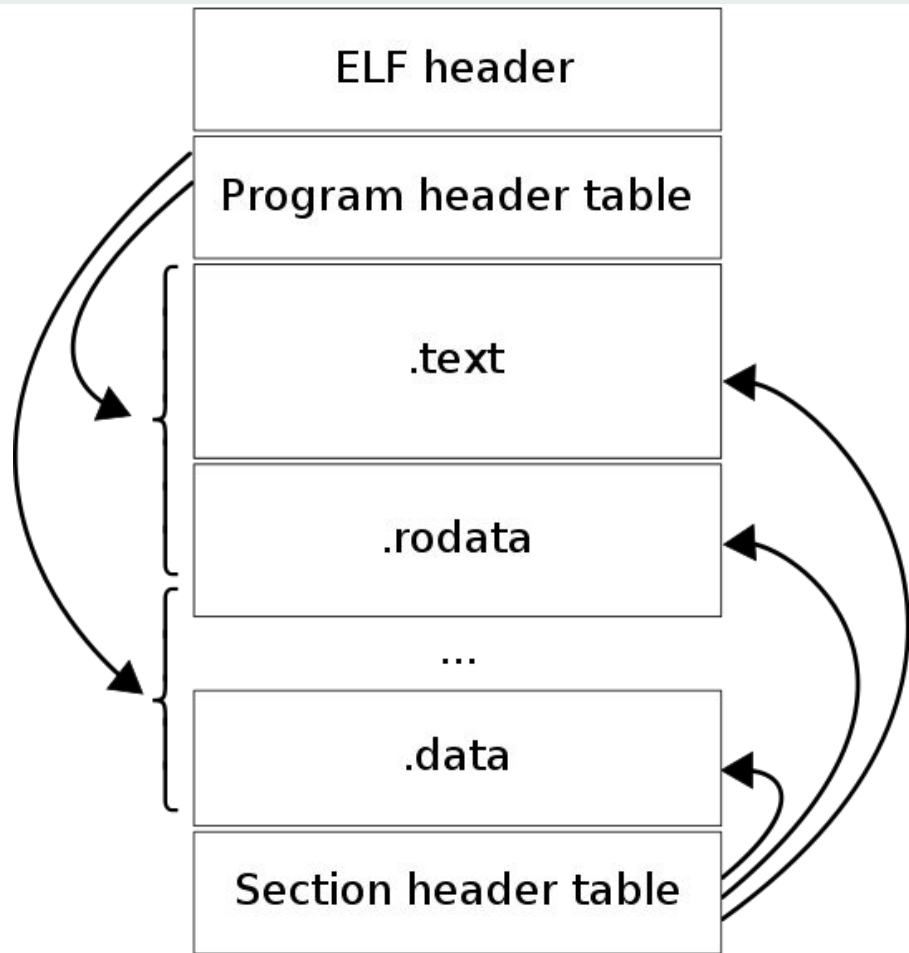 ELF header
Program header table
.text
.rodata
...
.data
Section header table